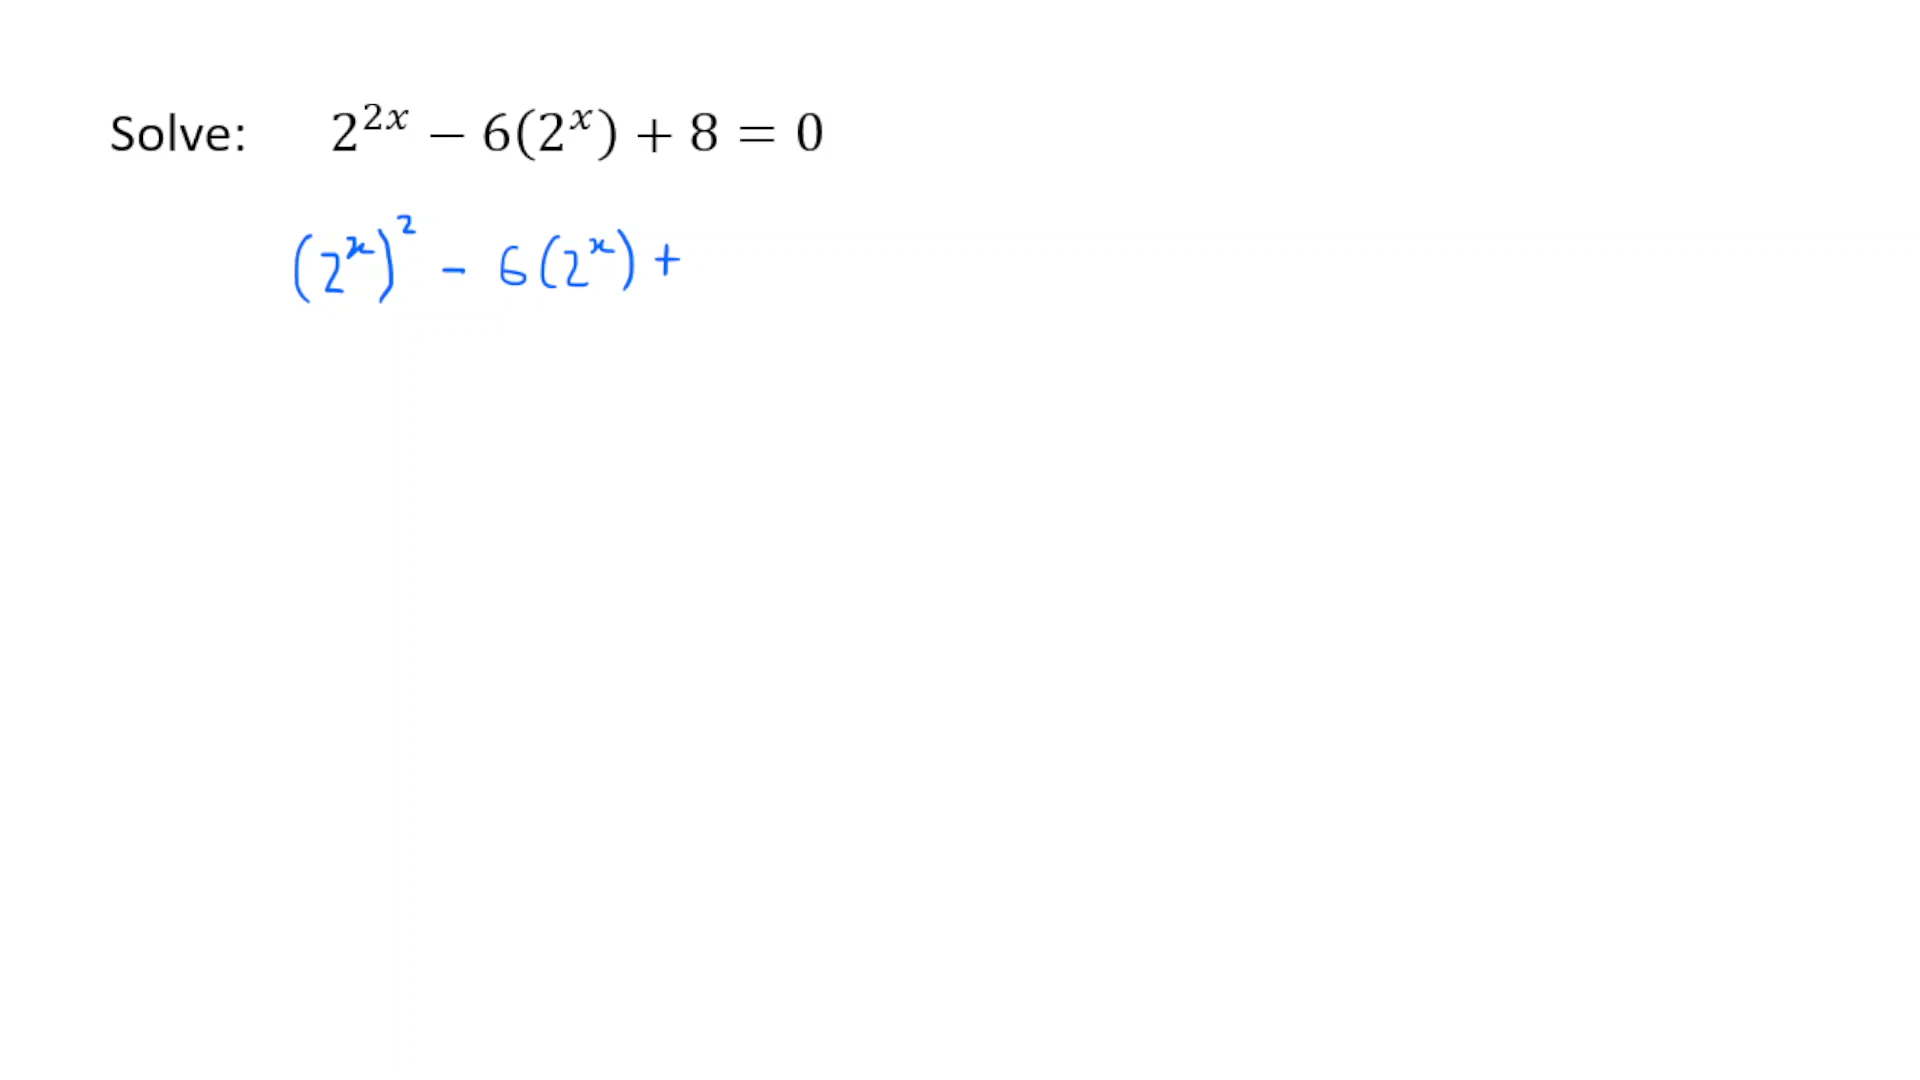 Solve: 2^{2x} − 6(2^x) + 8 = 0
(2^x)^2 - 6(2^x) +